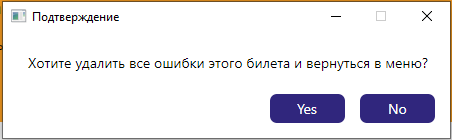 Подтверждение
Хотите удалить все ошибки этого билета и вернуться в меню?
Yes No